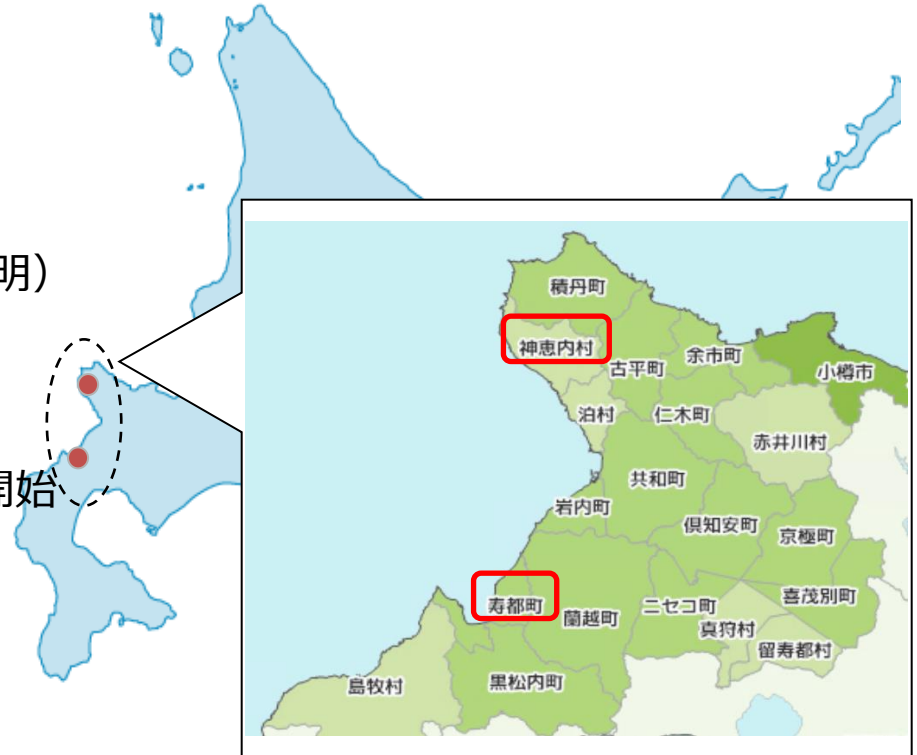 明）
開始
積丹町
神恵内村
古平町
余市町
小樽市
泊村
仁木町
赤井川村
共和町
岩内町
倶知安町
京極町
寿都町
蘭越町
ニセコ町
喜茂別町
真狩村
留寿都村
島牧村
黒松内町